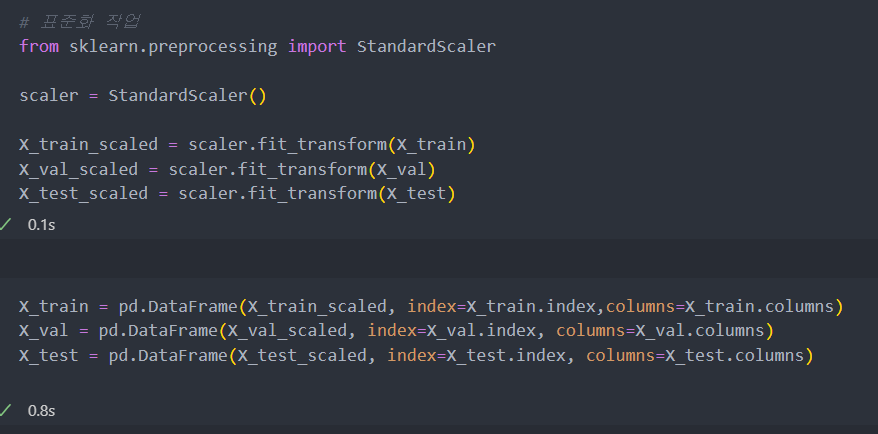 # 표준화 작업
from sklearn.preprocessing import StandardScaler
scaler = StandardScaler()
X_train_scaled = scaler.fit_transform(X_train)
X_val_scaled = scaler.fit_transform(X_val)
X_test_scaled = scaler.fit_transform(X_test)
✓ 0.1s
X_train = pd.DataFrame(X_train_scaled, index=X_train.index,columns=X_train.columns)
X_val = pd.DataFrame(X_val_scaled, index=X_val.index, columns=X_val.columns)
X_test = pd.DataFrame(X_test_scaled, index=X_test.index, columns=X_test.columns)
✓ 0.8s